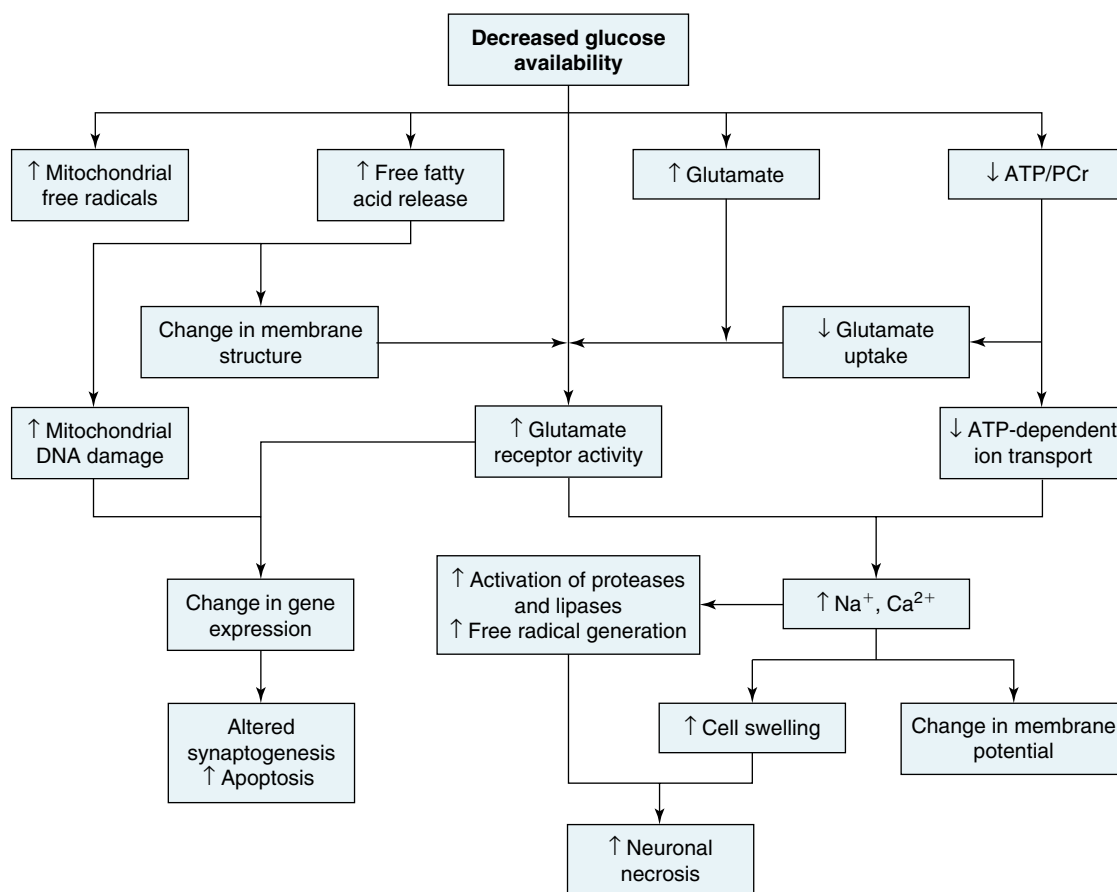 Decreased glucose
availability
↑ Mitochondrial
free radicals
↑ Free fatty
acid release
↑ Glutamate
↓ ATP/PCr
Change in membrane
structure
↓ Glutamate
uptake
↑ Mitochondrial
DNA damage
↑ Glutamate
receptor activity
↓ ATP-dependent
ion transport
Change in gene
expression
↑ Activation of proteases
and lipases
↑ Free radical generation
↑ Na⁺, Ca²⁺
Altered
synaptogenesis
↑ Apoptosis
↑ Cell swelling
Change in membrane
potential
↑ Neuronal
necrosis